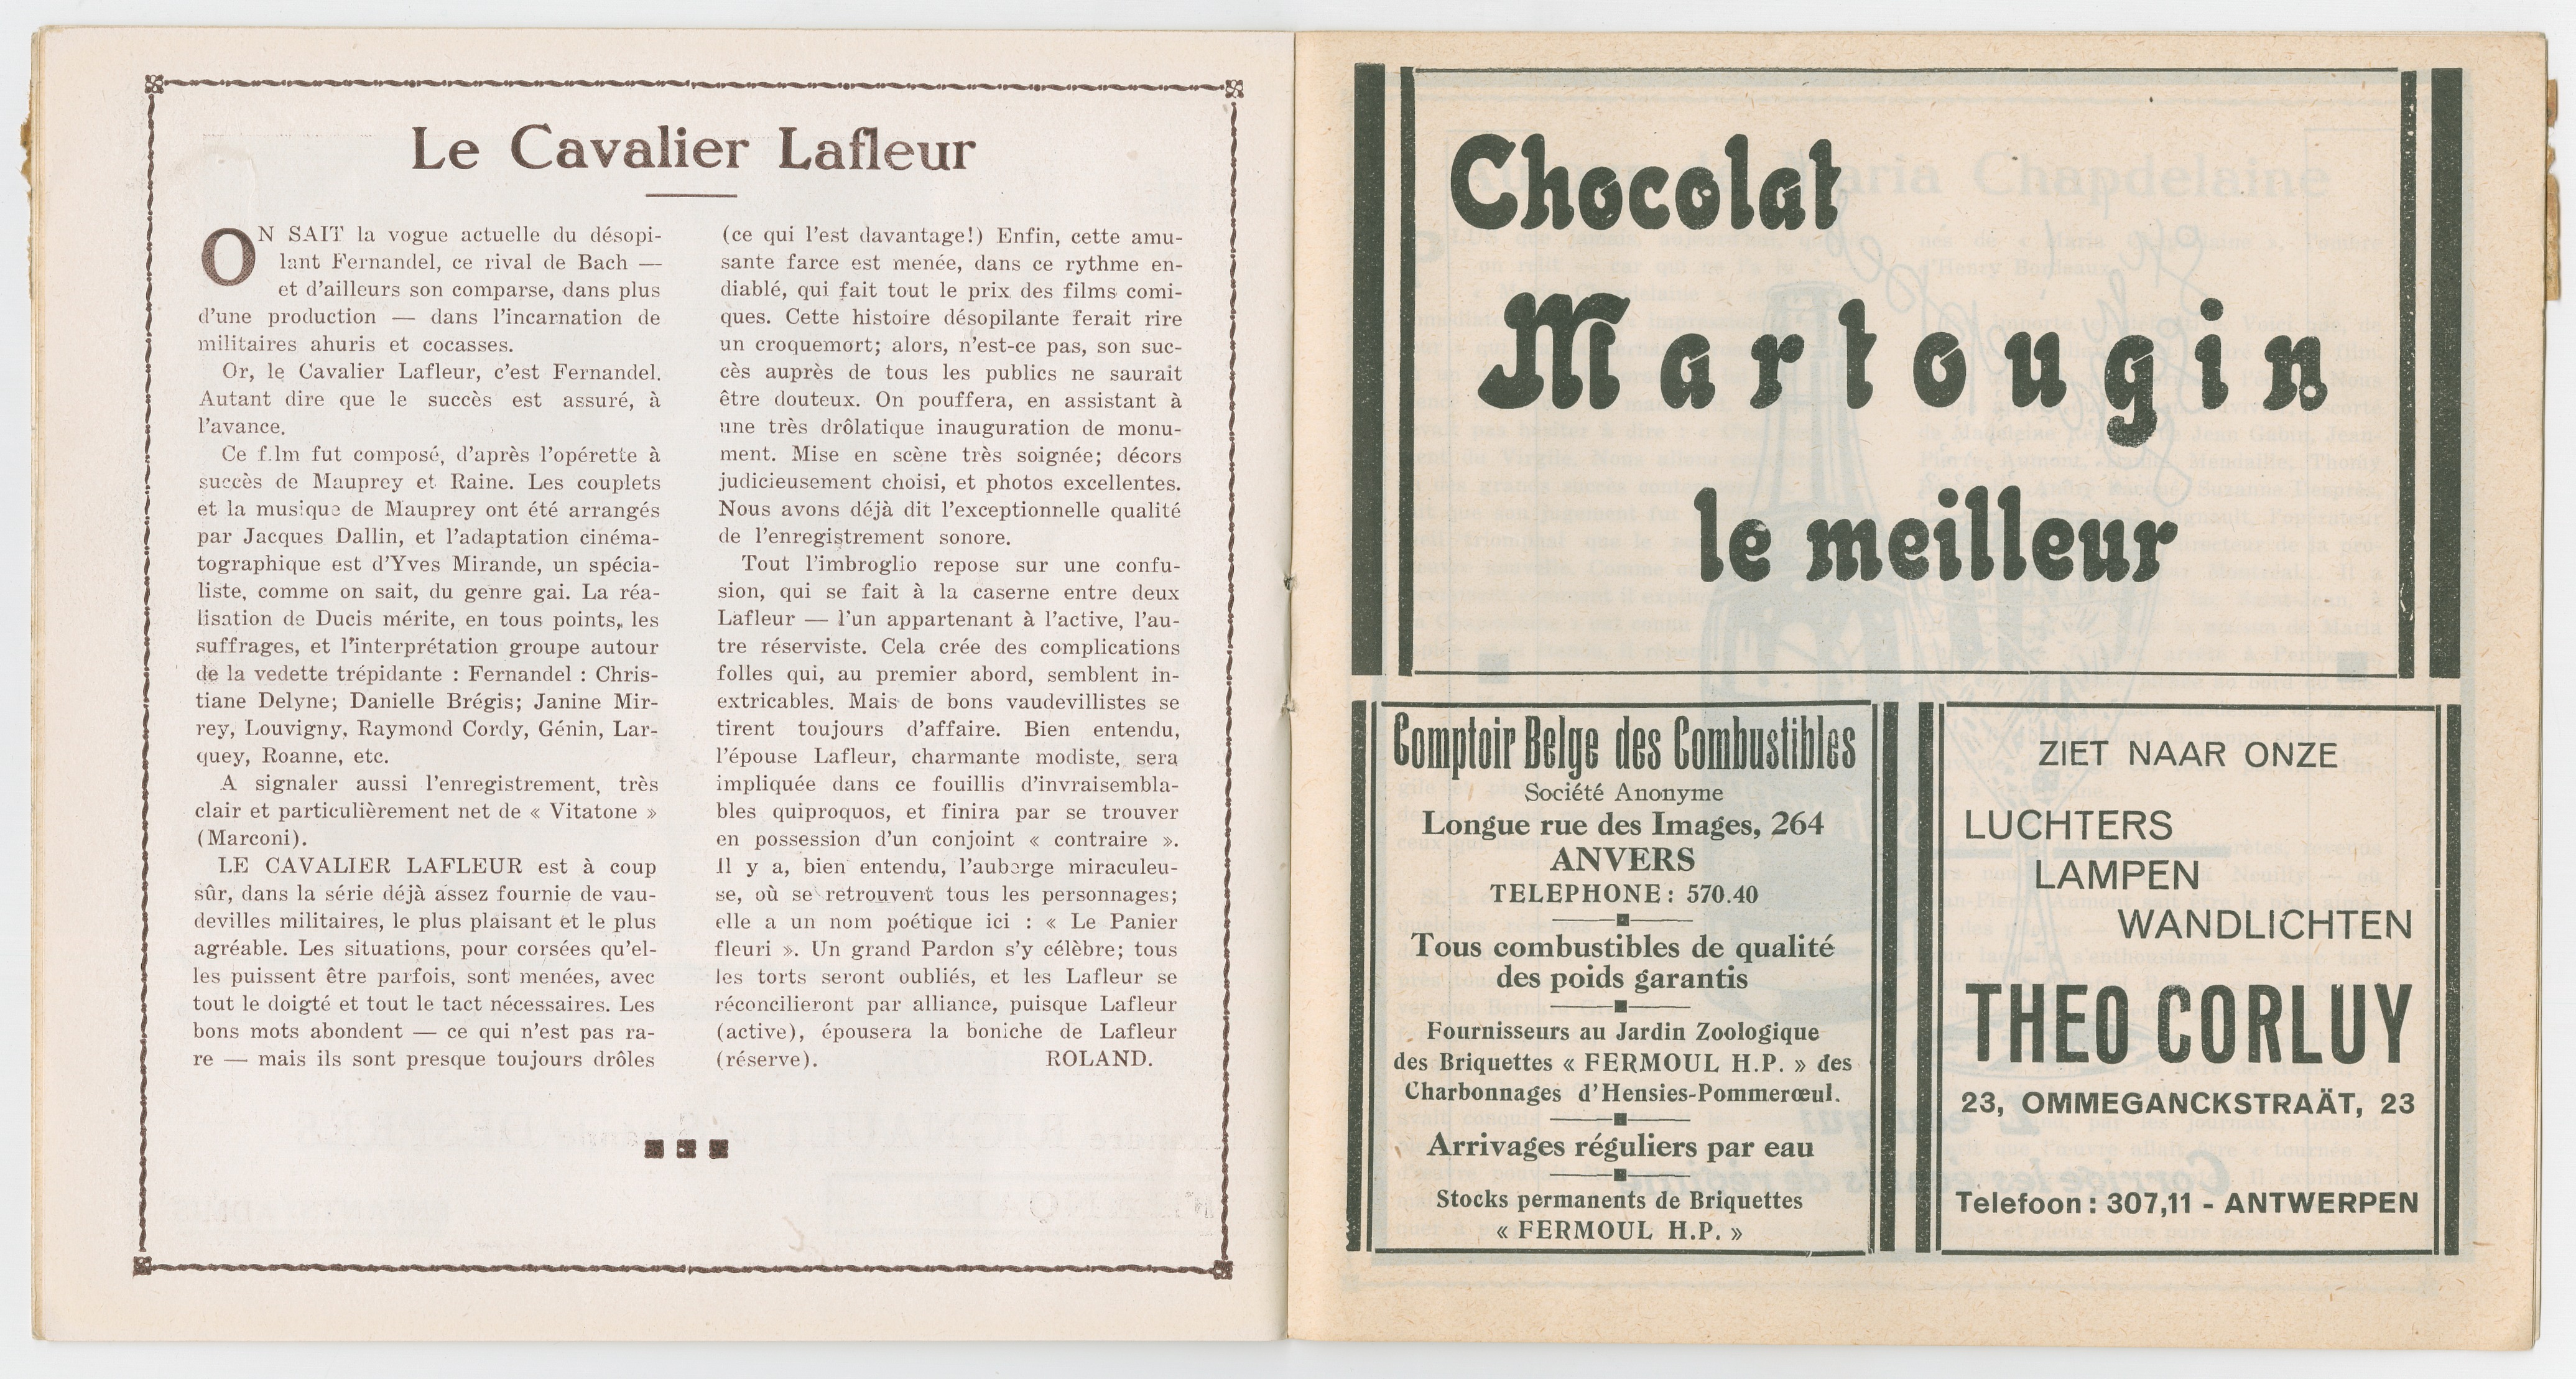 Le Cavalier Lafleur
ON SAIT la vogue actuelle du désopi-
lant Fernandel, ce rival de Bach —
et d'ailleurs son comparse, dans plus
d'une production — dans l'incarnation de
militaires ahuris et cocasses.
Or, le Cavalier Lafleur, c'est Fernandel.
Autant dire que le succès est assuré, à
l'avance.
Ce f.lm fut composé, d'après l'opérette à
succès de Mauprey et Raine. Les couplets
et la musique de Mauprey ont été arrangés
par Jacques Dallin, et l'adaptation cinéma-
tographique est d'Yves Mirande, un spécia-
liste, comme on sait, du genre gai. La réa-
lisation de Ducis mérite, en tous points, les
suffrages, et l'interprétation groupe autour
de la vedette trépidante : Fernandel : Chris-
tiane Delyne; Danielle Brégis; Janine Mir-
rey, Louvigny, Raymond Cordy, Génin, Lar-
quey, Roanne, etc.
A signaler aussi l'enregistrement, très
clair et particulièrement net de « Vitatone »
(Marconi).
LE CAVALIER LAFLEUR est à coup
sûr, dans la série déjà assez fournie de vau-
devilles militaires, le plus plaisant et le plus
agréable. Les situations, pour corsées qu'el-
les puissent être parfois, sont menées, avec
tout le doigté et tout le tact nécessaires. Les
bons mots abondent — ce qui n'est pas ra-
re — mais ils sont presque toujours drôles
(ce qui l'est davantage!) Enfin, cette amu-
sante farce est menée, dans ce rythme en-
diablé, qui fait tout le prix des films comi-
ques. Cette histoire désopilante ferait rire
un croquemort; alors, n'est-ce pas, son suc-
cès auprès de tous les publics ne saurait
être douteux. On pouffera, en assistant à
une très drôlatique inauguration de monu-
ment. Mise en scène très soignée; décors
judicieusement choisi, et photos excellentes.
Nous avons déjà dit l'exceptionnelle qualité
de l'enregistrement sonore.
Tout l'imbroglio repose sur une confu-
sion, qui se fait à la caserne entre deux
Lafleur — l'un appartenant à l'active, l'au-
tre réserviste. Cela crée des complications
folles qui, au premier abord, semblent in-
extricables. Mais de bons vaudevillistes se
tirent toujours d'affaire. Bien entendu,
l'épouse Lafleur, charmante modiste, sera
impliquée dans ce fouillis d'invraisembla-
bles quiproquos, et finira par se trouver
en possession d'un conjoint « contraire ».
Il y a, bien entendu, l'auberge miraculeu-
se, où se retrouvent tous les personnages;
elle a un nom poétique ici : « Le Panier
fleuri ». Un grand Pardon s'y célèbre; tous
les torts seront oubliés, et les Lafleur se
réconcilieront par alliance, puisque Lafleur
(active), épousera la boniche de Lafleur
(réserve). ROLAND.
Chocolat
Martougin
le meilleur
Comptoir Belge des Combustibles
Société Anonyme
Longue rue des Images, 264
ANVERS
TELEPHONE : 570.40
Tous combustibles de qualité
des poids garantis
Fournisseurs au Jardin Zoologique
des Briquettes « FERMOUL H.P. » des
Charbonnages d'Hensies-Pommerœul.
Arrivages réguliers par eau
Stocks permanents de Briquettes
« FERMOUL H.P. »
ZIET NAAR ONZE
LUCHTERS
LAMPEN
WANDLICHTEN
THEO CORLUY
23, OMMEGANCKSTRAÄT, 23
Telefoon : 307,11 - ANTWERPEN